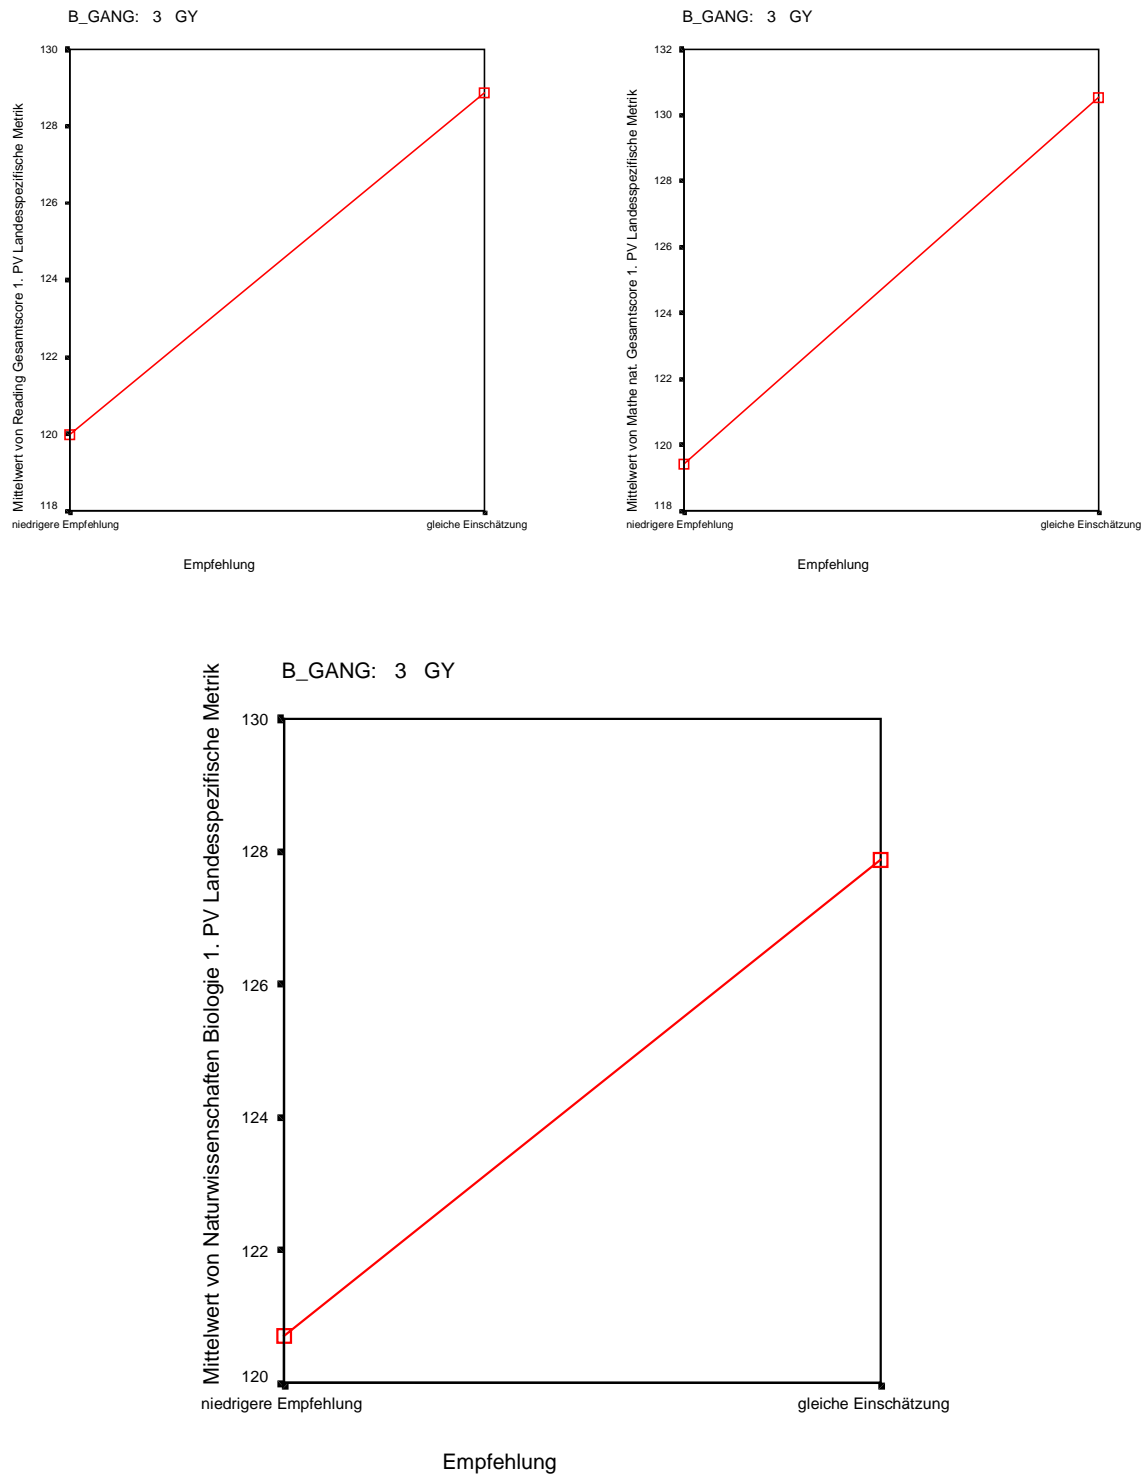 B_GANG: 3 GY
Mittelwert von Reading Gesamtscore 1. PV Landesspezifische Metrik
130
128
126
124
122
120
118
niedrigere Empfehlung
gleiche Einschätzung
Empfehlung
B_GANG: 3 GY
Mittelwert von Mathe nat. Gesamtscore 1. PV Landesspezifische Metrik
132
130
128
126
124
122
120
118
niedrigere Empfehlung
gleiche Einschätzung
Empfehlung
B_GANG: 3 GY
Mittelwert von Naturwissenschaften Biologie 1. PV Landesspezifische Metrik
130
128
126
124
122
120
niedrigere Empfehlung
gleiche Einschätzung
Empfehlung